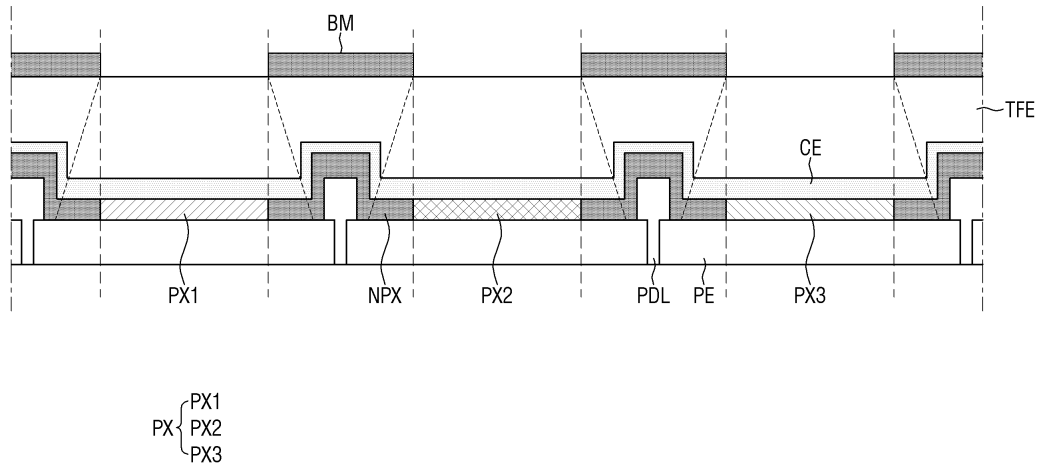 BM
TFE
CE
PX1 NPX PX2 PDL PE PX3
PX { PX1
PX2
PX3